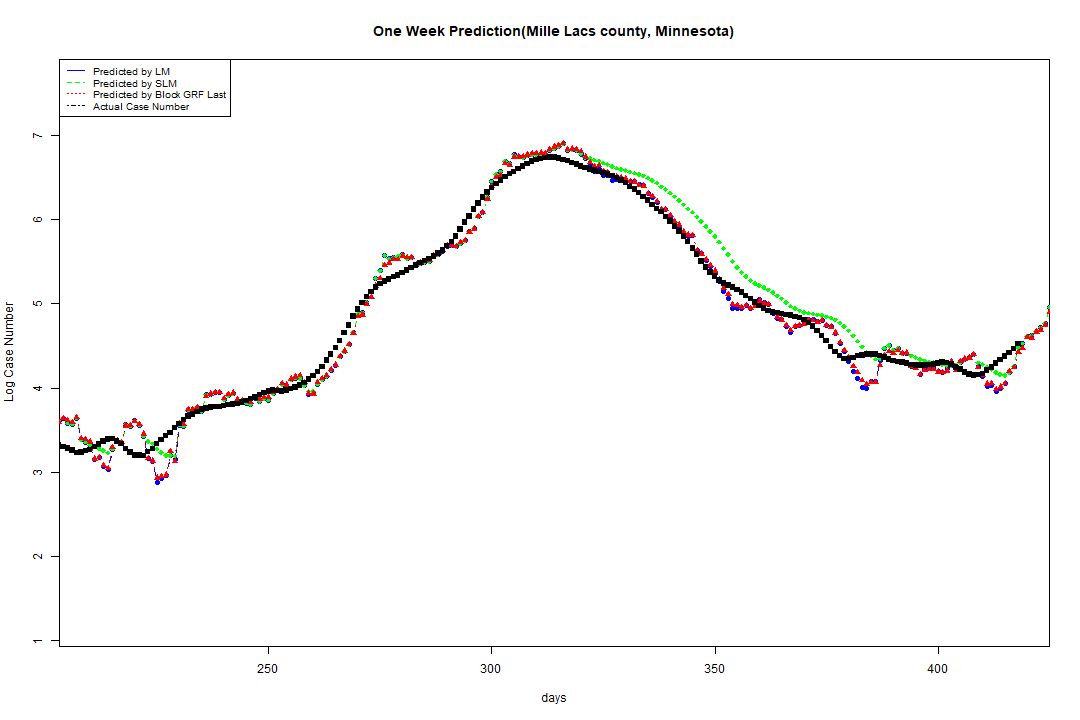 One Week Prediction(Mille Lacs county, Minnesota)
Predicted by LM
Predicted by SLM
Predicted by Block GRF Last
Actual Case Number
Log Case Number
7
6
5
4
3
2
1
250 300 350 400
days